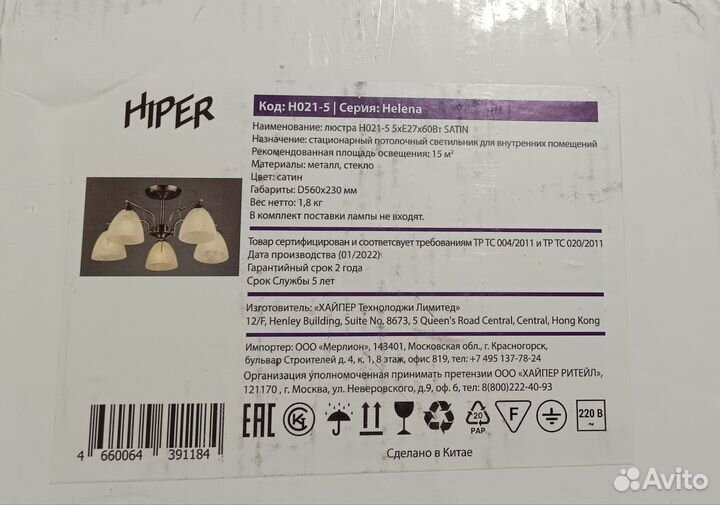 HIPER
Код: H021-5 | Серия: Helena
Наименование: люстра H021-5 5xE27x60Вт SATIN
Назначение: стационарный потолочный светильник для внутренних помещений
Рекомендованная площадь освещения: 15 м²
Материалы: металл, стекло
Цвет: сатин
Габариты: D560x230 мм
Вес нетто: 1,8 кг
В комплект поставки лампы не входят.
Товар сертифицирован и соответсвует требованиям ТР ТС 004/2011 и ТР ТС 020/2011
Дата производства (01/2022)
Гарантийный срок 2 года
Срок Службы 5 лет
Изготовитель: «ХАЙПЕР Технолоджи Лимитед»
12/F, Henley Building, Suite No. 8673, 5 Queen's Road Central, Central, Hong Kong
Импортер: ООО «Мерлион», 143401, Московская обл., г. Красногорск,
бульвар Строителей д. 4, к. 1, 8 этаж, офис 819, тел.: +7 495 137-78-24
Организация уполномоченная принимать претензии ООО «ХАЙПЕР РИТЕЙЛ»,
121170 , г. Москва, ул. Неверовского, д.9, оф. 6, тел: 8(800)222-40-93
4 660064 391184
EAC
20
PAP
F
220 В
~
Сделано в Китае
Avito